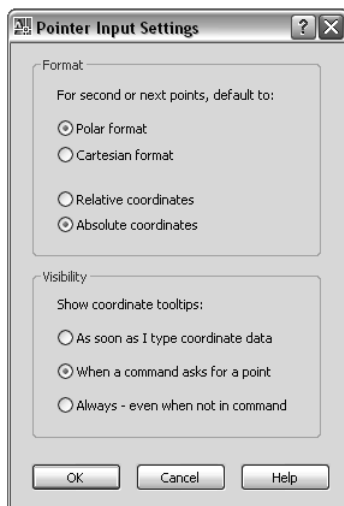 Pointer Input Settings
Format
For second or next points, default to:
Polar format
Cartesian format
Relative coordinates
Absolute coordinates
Visibility
Show coordinate tooltips:
As soon as I type coordinate data
When a command asks for a point
Always - even when not in command
OK Cancel Help